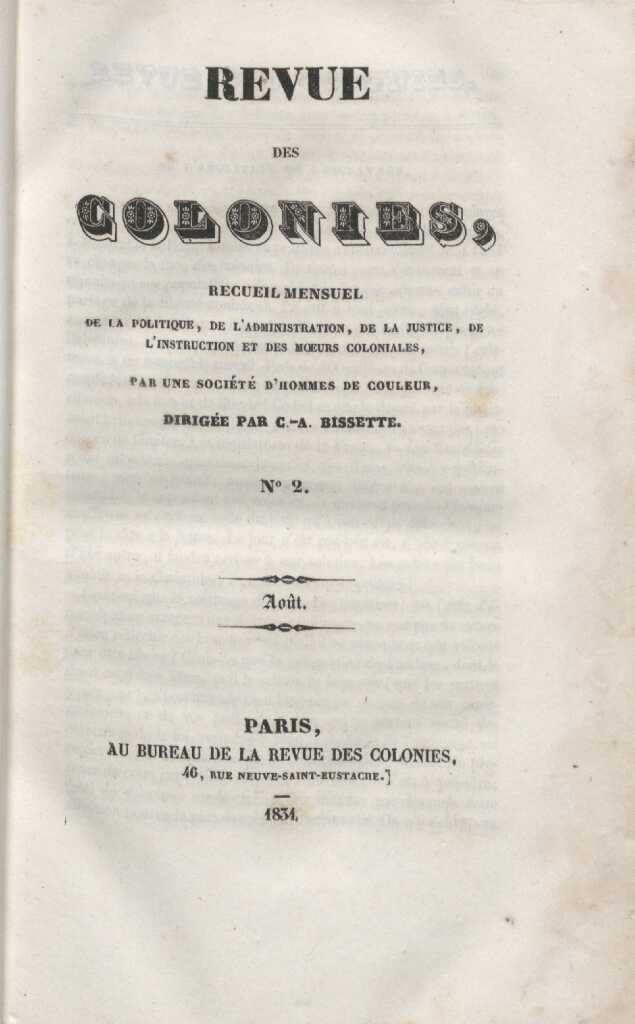 REVUE
DES
COLONIES,
RECUEIL MENSUEL
DE LA POLITIQUE, DE L'ADMINISTRATION, DE LA JUSTICE, DE
L'INSTRUCTION ET DES MŒURS COLONIALES,
PAR UNE SOCIÉTÉ D'HOMMES DE COULEUR,
DIRIGÉE PAR C.-A. BISSETTE.
Nº 2.
Août.
PARIS,
AU BUREAU DE LA REVUE DES COLONIES,
46, RUE NEUVE-SAINT-EUSTACHE.]
1834.